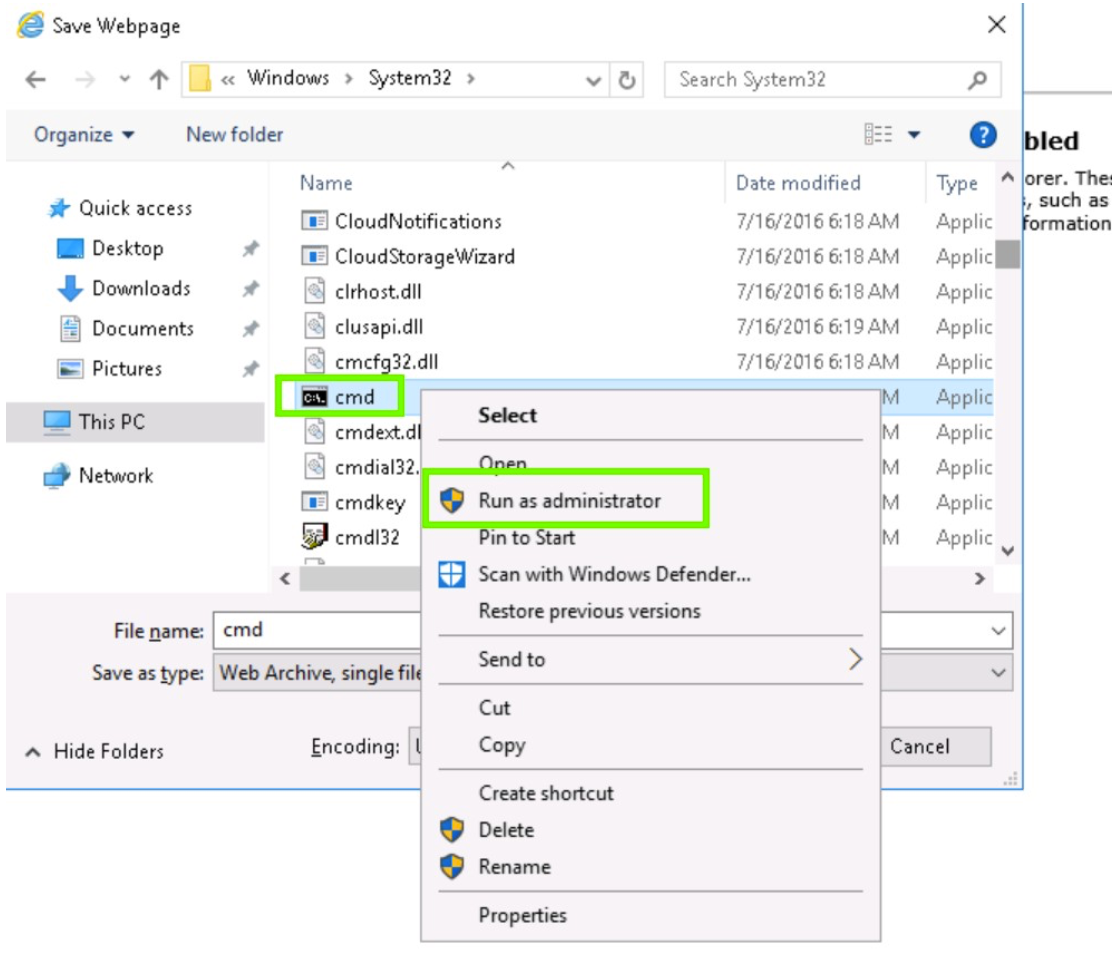 Save Webpage
« Windows > System32 >
Search System32
Organize
New folder
bled
orer. Thes
, such as
formation
Name
Date modified
Type
Quick access
Desktop
Downloads
Documents
Pictures
This PC
Network
CloudNotifications 7/16/2016 6:18 AM Applic
CloudStorageWizard 7/16/2016 6:18 AM Applic
clrhost.dll 7/16/2016 6:18 AM Applic
clusapi.dll 7/16/2016 6:19 AM Applic
cmcfg32.dll 7/16/2016 6:18 AM Applic
cmd M Applic
cmdext.dl M Applic
cmdial32. M Applic
cmdkey M Applic
cmdl32 M Applic
Select
Open
Run as administrator
Pin to Start
Scan with Windows Defender...
Restore previous versions
Send to
Cut
Copy
Create shortcut
Delete
Rename
Properties
File name: cmd
Save as type: Web Archive, single file
Hide Folders
Encoding:
Cancel